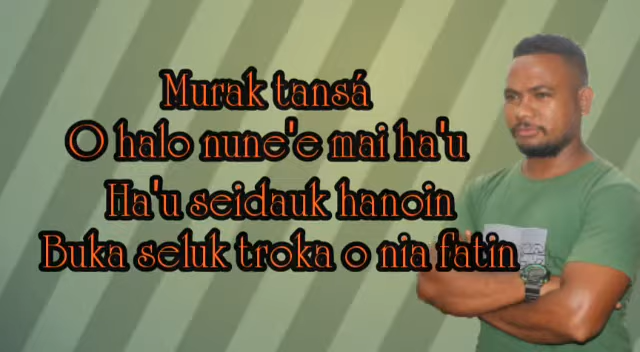 Murak tansá
O halo nune'e mai ha'u
Ha'u seidauk hanoin
Buka seluk troka o nia fatin